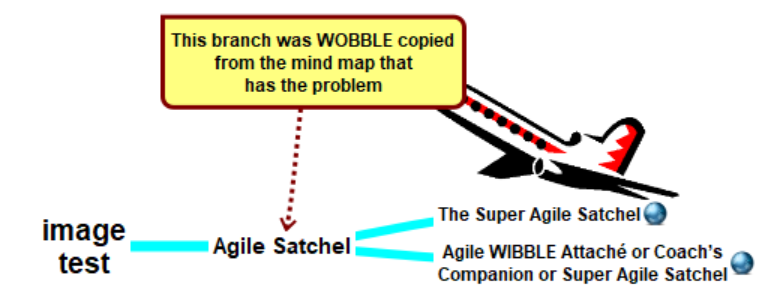 This branch was WOBBLE copied
from the mind map that
has the problem
image
test
Agile Satchel
The Super Agile Satchel
Agile WIBBLE Attaché or Coach's
Companion or Super Agile Satchel